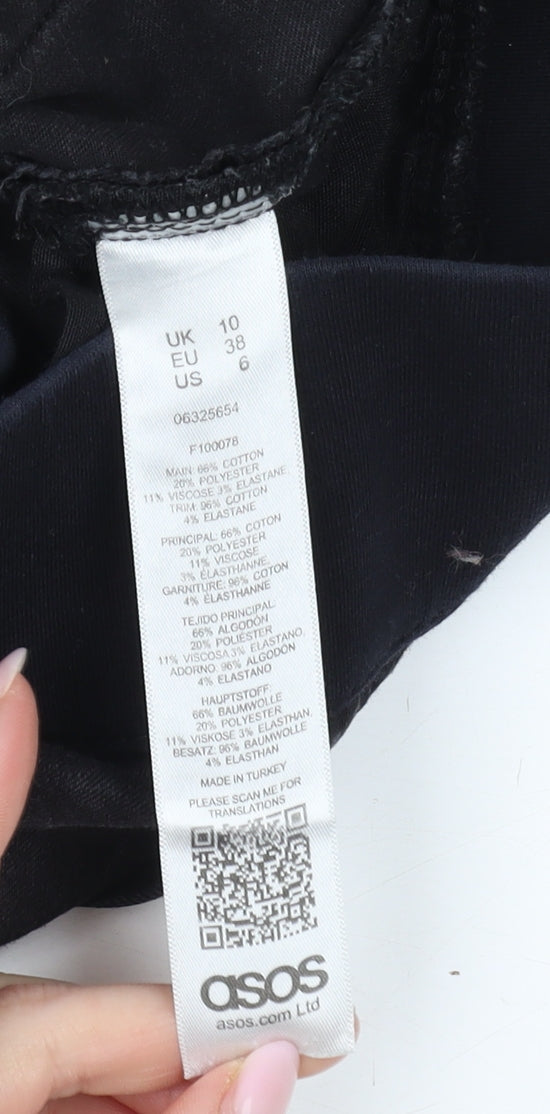 UK 10
EU 38
US 6
06325654
F100078
MAIN: 66% COTTON
20% POLYESTER
11% VISCOSE 3% ELASTANE
TRIM: 96% COTTON
4% ELASTANE
PRINCIPAL: 66% COTON
20% POLYESTER
11% VISCOSE
3% ÉLASTHANNE,
GARNITURE: 96% COTON
4% ÉLASTHANNE
TEJIDO PRINCIPAL:
66% ALGODÓN
20% POLIÉSTER
11% VISCOSA 3% ELASTANO,
ADORNO: 96% ALGODÓN
4% ELASTANO
HAUPTSTOFF:
66% BAUMWOLLE
20% POLYESTER
11% VISKOSE 3% ELASTHAN,
BESATZ: 96% BAUMWOLLE
4% ELASTHAN
MADE IN TURKEY
PLEASE SCAN ME FOR
TRANSLATIONS
asos
asos.com Ltd